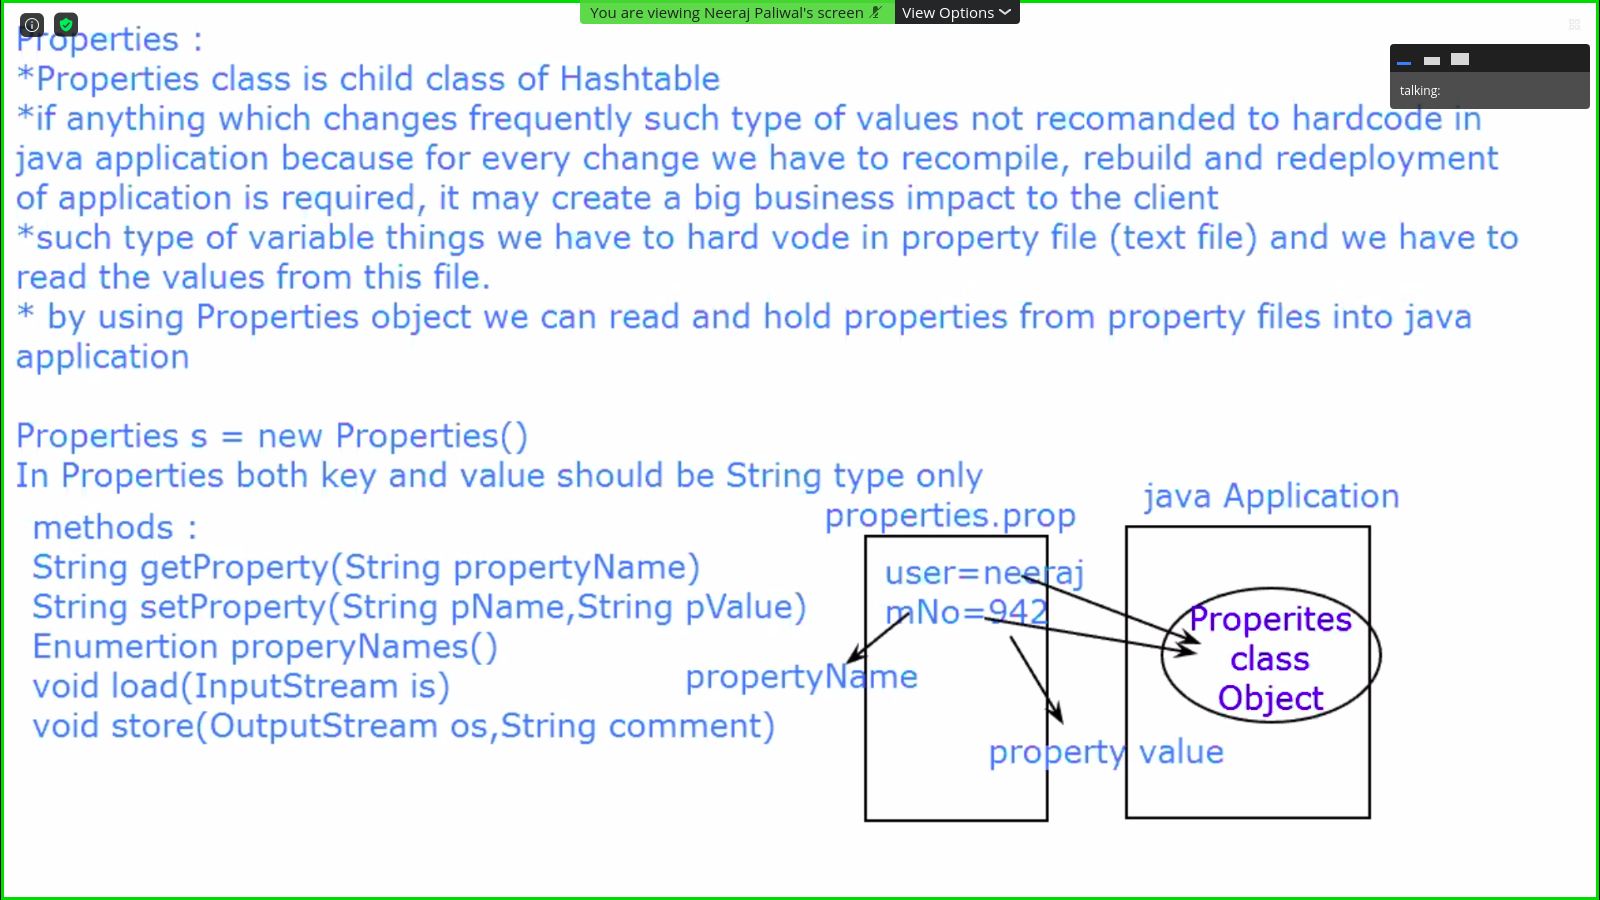 You are viewing Neeraj Paliwal's screen
View Options
talking:
Properties :
*Properties class is child class of Hashtable
*if anything which changes frequently such type of values not recomanded to hardcode in
java application because for every change we have to recompile, rebuild and redeployment
of application is required, it may create a big business impact to the client
*such type of variable things we have to hard vode in property file (text file) and we have to
read the values from this file.
* by using Properties object we can read and hold properties from property files into java
application
Properties s = new Properties()
In Properties both key and value should be String type only
methods :
String getProperty(String propertyName)
String setProperty(String pName,String pValue)
Enumertion properyNames()
void load(InputStream is)
void store(OutputStream os,String comment)
properties.prop
user=neeraj
mNo=942
propertyName
property value
java Application
Properites
class
Object